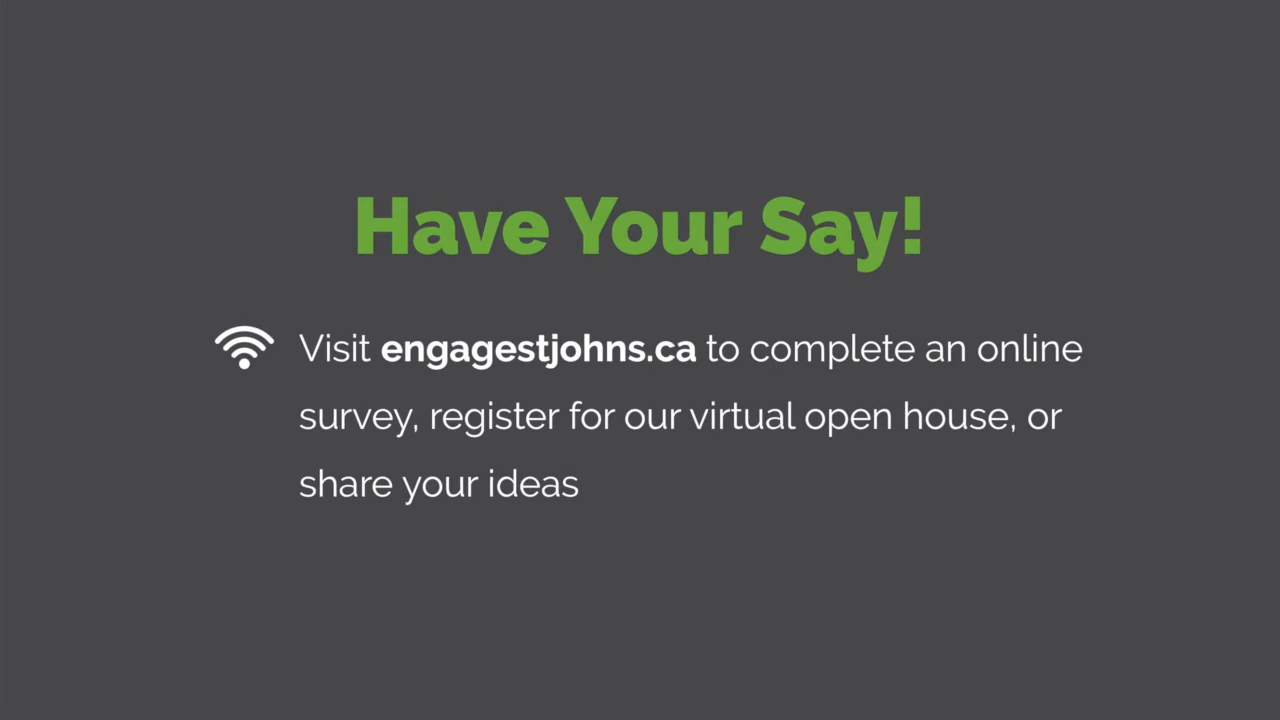 Have Your Say!
Visit engagestjohns.ca to complete an online
survey, register for our virtual open house, or
share your ideas